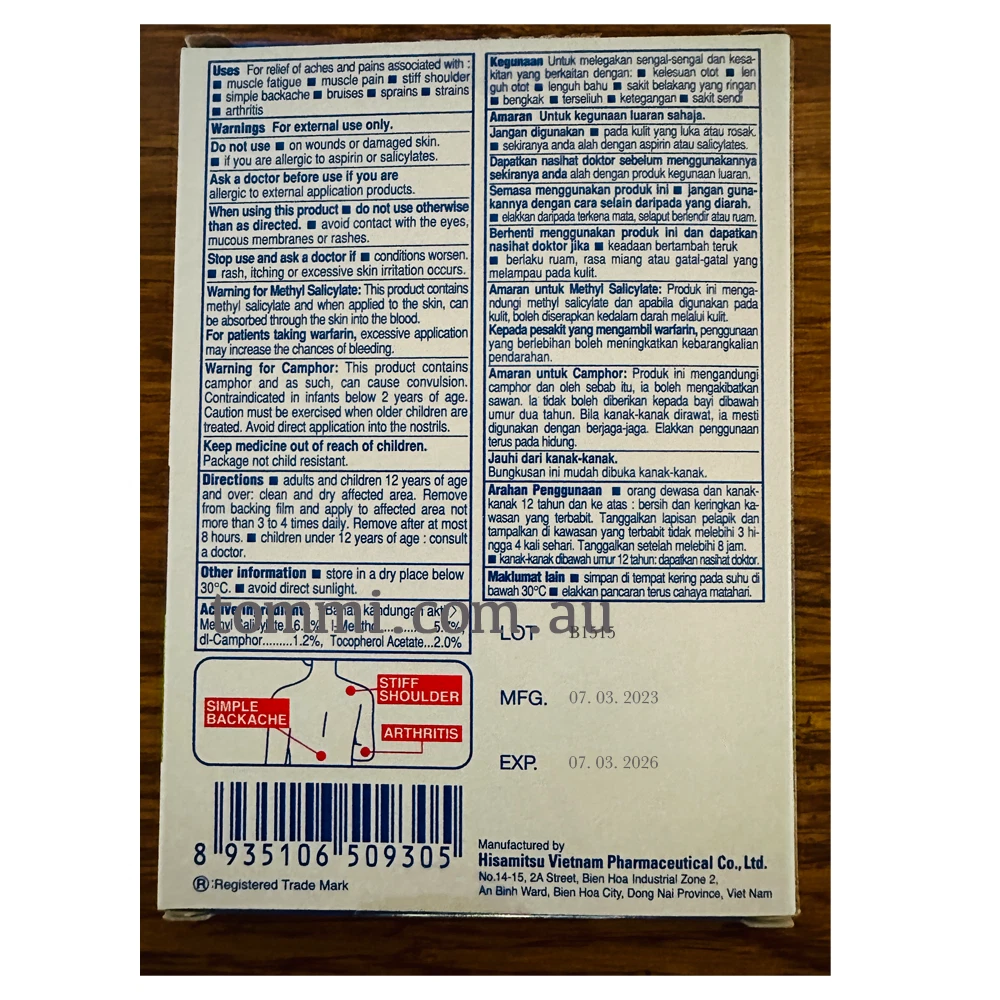 Uses For relief of aches and pains associated with :
■ muscle fatigue ■ muscle pain ■ stiff shoulder
■ simple backache ■ bruises ■ sprains ■ strains
■ arthritis
Warnings For external use only.
Do not use ■ on wounds or damaged skin.
■ if you are allergic to aspirin or salicylates.
Ask a doctor before use if you are
allergic to external application products.
When using this product ■ do not use otherwise
than as directed. ■ avoid contact with the eyes,
mucous membranes or rashes.
Stop use and ask a doctor if ■ conditions worsen.
■ rash, itching or excessive skin irritation occurs.
Warning for Methyl Salicylate: This product contains
methyl salicylate and when applied to the skin, can
be absorbed through the skin into the blood.
For patients taking warfarin, excessive application
may increase the chances of bleeding.
Warning for Camphor: This product contains
camphor and as such, can cause convulsion.
Contraindicated in infants below 2 years of age.
Caution must be exercised when older children are
treated. Avoid direct application into the nostrils.
Keep medicine out of reach of children.
Package not child resistant.
Directions ■ adults and children 12 years of age
and over: clean and dry affected area. Remove
from backing film and apply to affected area not
more than 3 to 4 times daily. Remove after at most
8 hours. ■ children under 12 years of age : consult
a doctor.
Other information ■ store in a dry place below
30°C. ■ avoid direct sunlight.
Active
dl-Camphor.........1.2%, Tocopherol Acetate...2.0%
tommi.com.au
STIFF
SHOULDER
SIMPLE
BACKACHE
ARTHRITIS
8 935106 509305
®:Registered Trade Mark
Kegunaan Untuk melegakan sengal-sengal dan kesa-
kitan yang berkaitan dengan: ■ kelesuan otot ■ len
guh otot ■ lenguh bahu ■ sakit belakang yang ringan
■ bengkak ■ terseliuh ■ ketegangan ■ sakit sendi
Amaran Untuk kegunaan luaran sahaja.
Jangan digunakan ■ pada kulit yang luka atau rosak.
■ sekiranya anda alah dengan aspirin atau salicylates.
Dapatkan nasihat doktor sebelum menggunakannya
sekiranya anda alah dengan produk kegunaan luaran.
Semasa menggunakan produk ini ■ jangan guna-
kannya dengan cara selain daripada yang diarah.
■ elakkan daripada terkena mata, selaput berlendir atau ruam.
Berhenti menggunakan produk ini dan dapatkan
nasihat doktor jika ■ keadaan bertambah teruk
■ berlaku ruam, rasa miang atau gatal-gatal yang
melampau pada kulit.
Amaran untuk Methyl Salicylate: Produk ini menga-
ndungi methyl salicylate dan apabila digunakan pada
kulit, boleh diserapkan kedalam darah melalui kulit.
Kepada pesakit yang mengambil warfarin, penggunaan
yang berlebihan boleh meningkatkan kebarangkalian
pendarahan.
Amaran untuk Camphor: Produk ini mengandungi
camphor dan oleh sebab itu, ia boleh mengakibatkan
sawan. Ia tidak boleh diberikan kepada bayi dibawah
umur dua tahun. Bila kanak-kanak dirawat, ia mesti
digunakan dengan berjaga-jaga. Elakkan penggunaan
terus pada hidung.
Jauhi dari kanak-kanak.
Bungkusan ini mudah dibuka kanak-kanak.
Arahan Penggunaan ■ orang dewasa dan kanak-
kanak 12 tahun dan ke atas : bersih dan keringkan ka-
wasan yang terbabit. Tanggalkan lapisan pelapik dan
tampalkan di kawasan yang terbabit tidak melebihi 3 hi-
ngga 4 kali sehari. Tanggalkan setelah melebihi 8 jam.
■ kanak-kanak dibawah umur 12 tahun: dapatkan nasihat doktor.
Maklumat lain ■ simpan di tempat kering pada suhu di
bawah 30°C ■ elakkan pancaran terus cahaya matahari.
LOT B1515
MFG. 07. 03. 2023
EXP. 07. 03. 2026
Manufactured by
Hisamitsu Vietnam Pharmaceutical Co., Ltd.
No.14-15, 2A Street, Bien Hoa Industrial Zone 2,
An Binh Ward, Bien Hoa City, Dong Nai Province, Viet Nam